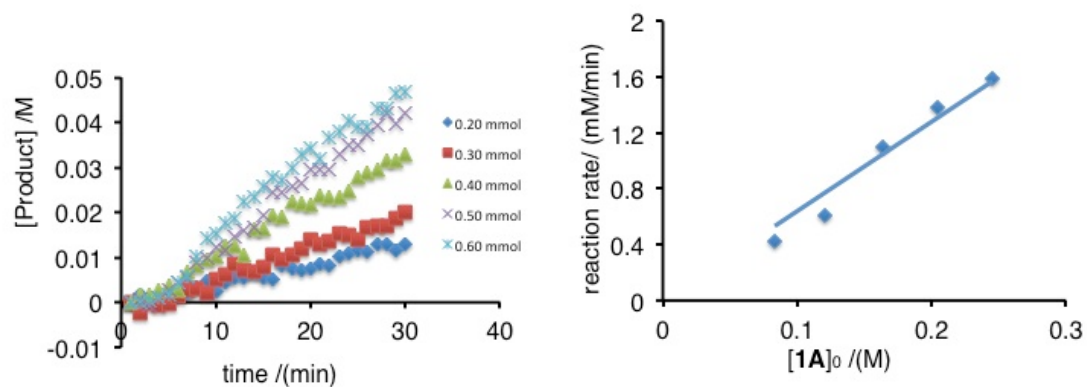 [Product] /M
0.05
0.04
0.03
0.02
0.01
0
-0.01
0 10 20 30 40
time /(min)
0.20 mmol
0.30 mmol
0.40 mmol
0.50 mmol
0.60 mmol
reaction rate/ (mM/min)
2
1.6
1.2
0.8
0.4
0
0 0.1 0.2 0.3
[1A]₀ /(M)